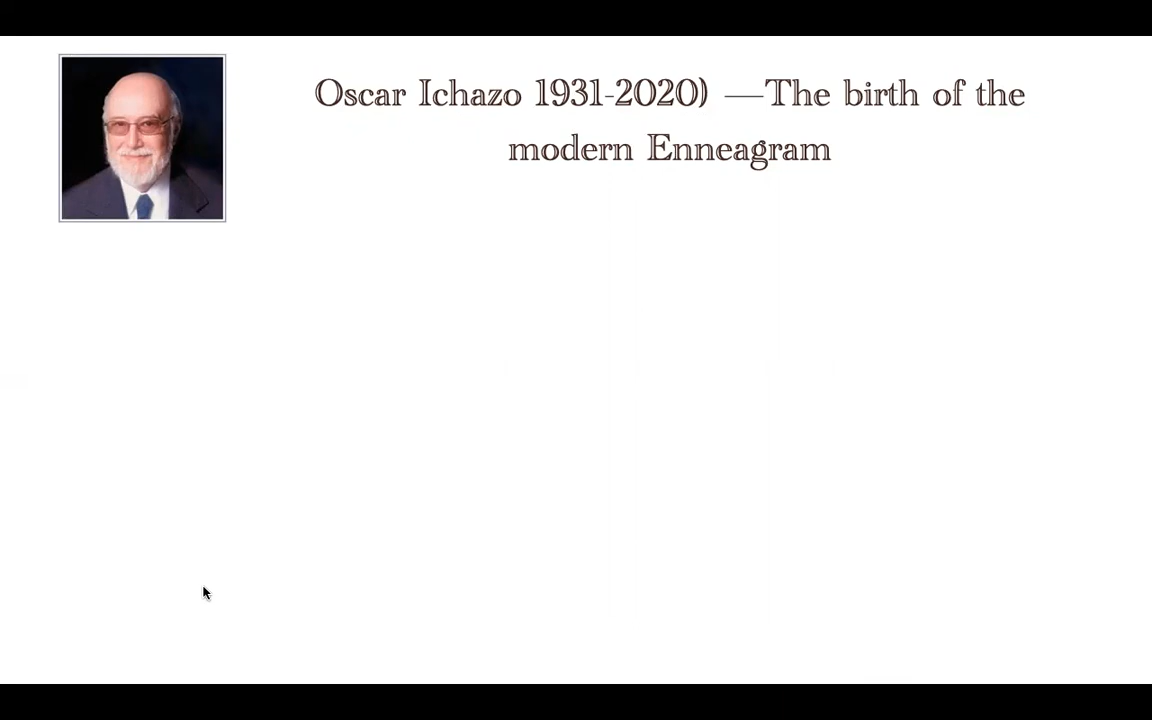 Oscar Ichazo 1931-2020) —The birth of the
modern Enneagram